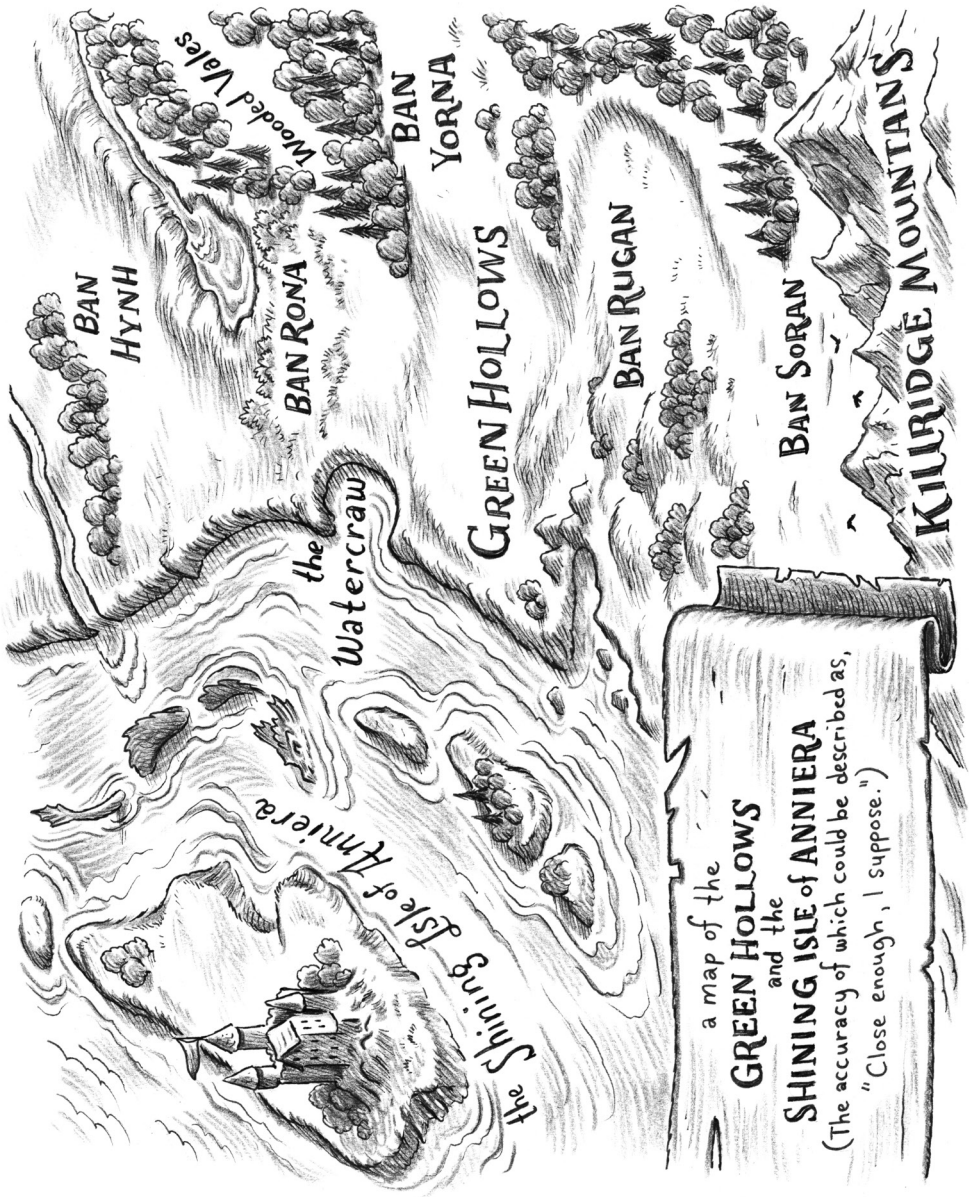 BAN
HYNH
Wooded Vales
BAN RONA
the
Watercraw
the Shining Isle of Anniera
BAN
YORNA
GREEN HOLLOWS
BAN RUGAN
BAN SORAN
KILLRIDGE MOUNTANS
a map of the
GREEN HOLLOWS
and the
SHINING ISLE of ANNIERA
(The accuracy of which could be described as,
"Close enough, I suppose.")